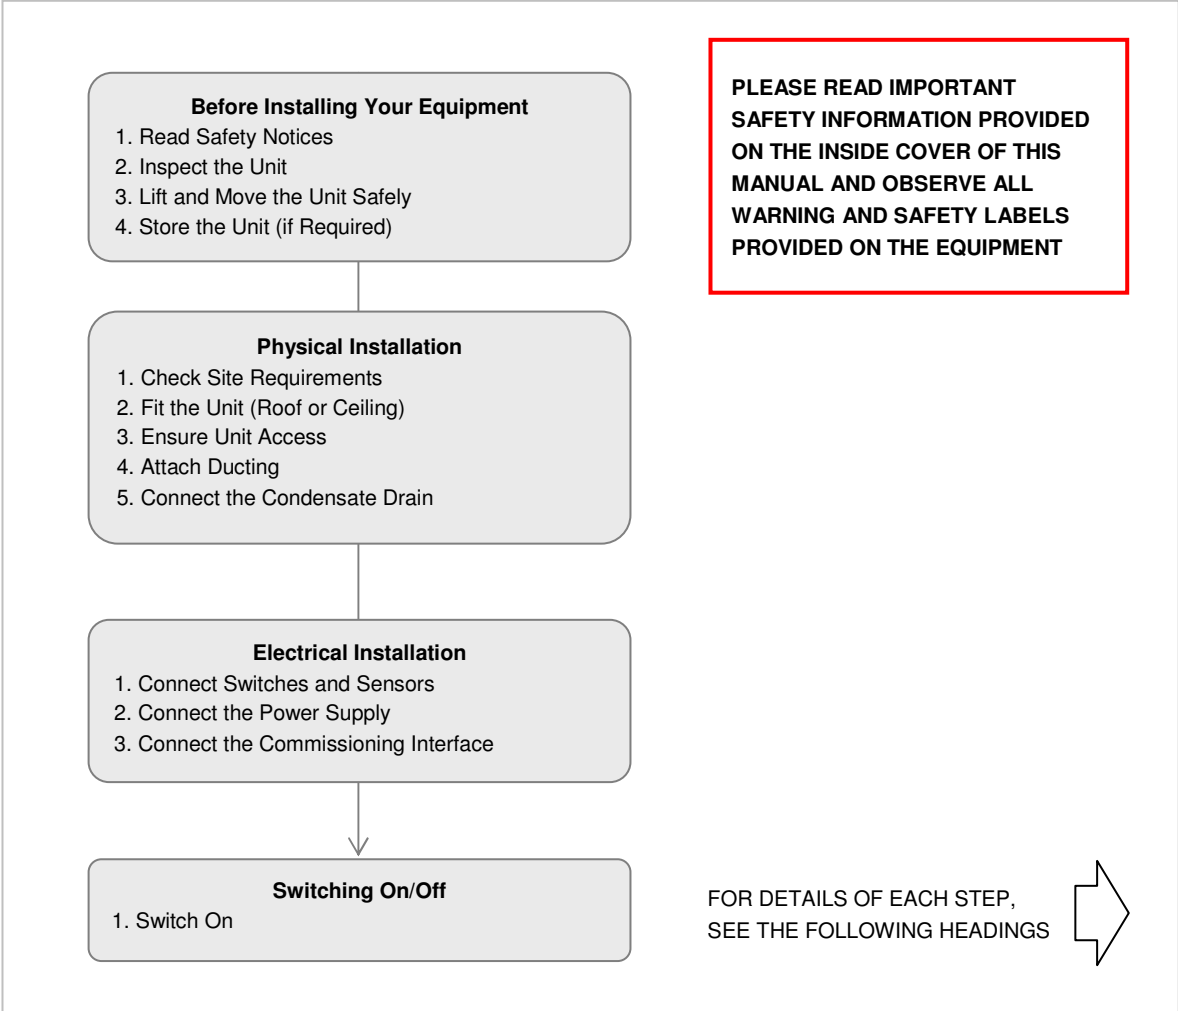 Before Installing Your Equipment
1. Read Safety Notices
2. Inspect the Unit
3. Lift and Move the Unit Safely
4. Store the Unit (if Required)
PLEASE READ IMPORTANT
SAFETY INFORMATION PROVIDED
ON THE INSIDE COVER OF THIS
MANUAL AND OBSERVE ALL
WARNING AND SAFETY LABELS
PROVIDED ON THE EQUIPMENT
Physical Installation
1. Check Site Requirements
2. Fit the Unit (Roof or Ceiling)
3. Ensure Unit Access
4. Attach Ducting
5. Connect the Condensate Drain
Electrical Installation
1. Connect Switches and Sensors
2. Connect the Power Supply
3. Connect the Commissioning Interface
Switching On/Off
1. Switch On
FOR DETAILS OF EACH STEP,
SEE THE FOLLOWING HEADINGS